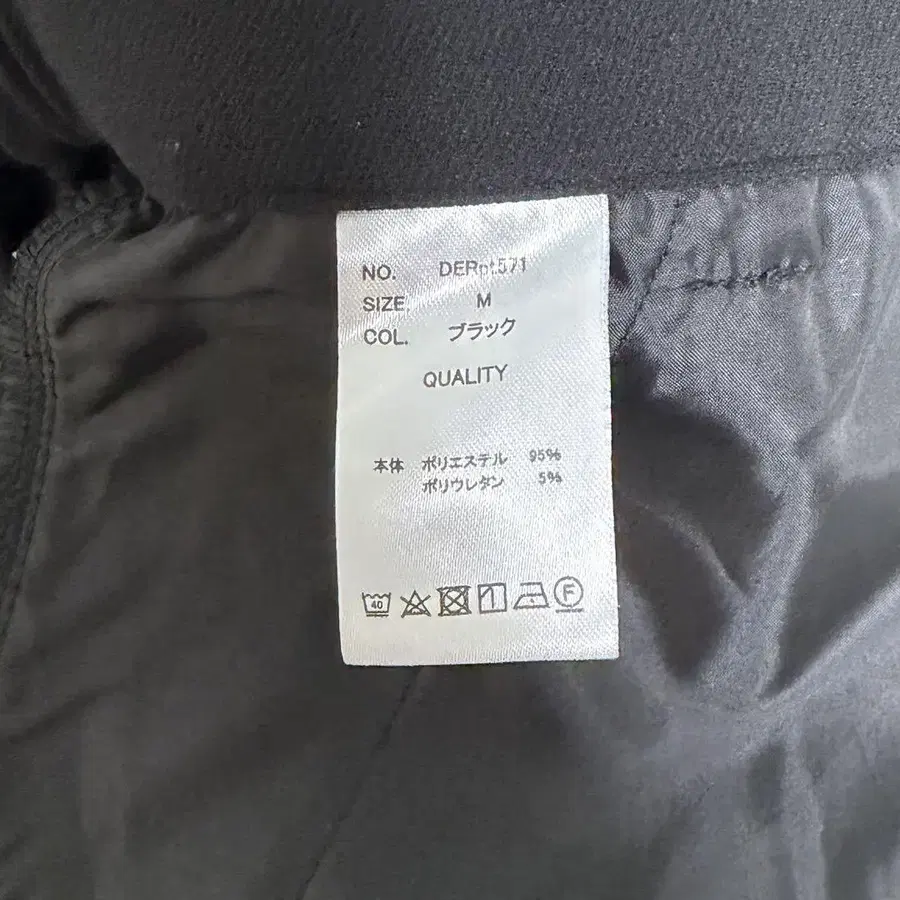 NO. DERpt571
SIZE. M
COL. ブラック
QUALITY
本体 ポリエステル 95%
ポリウレタン 5%
40 F